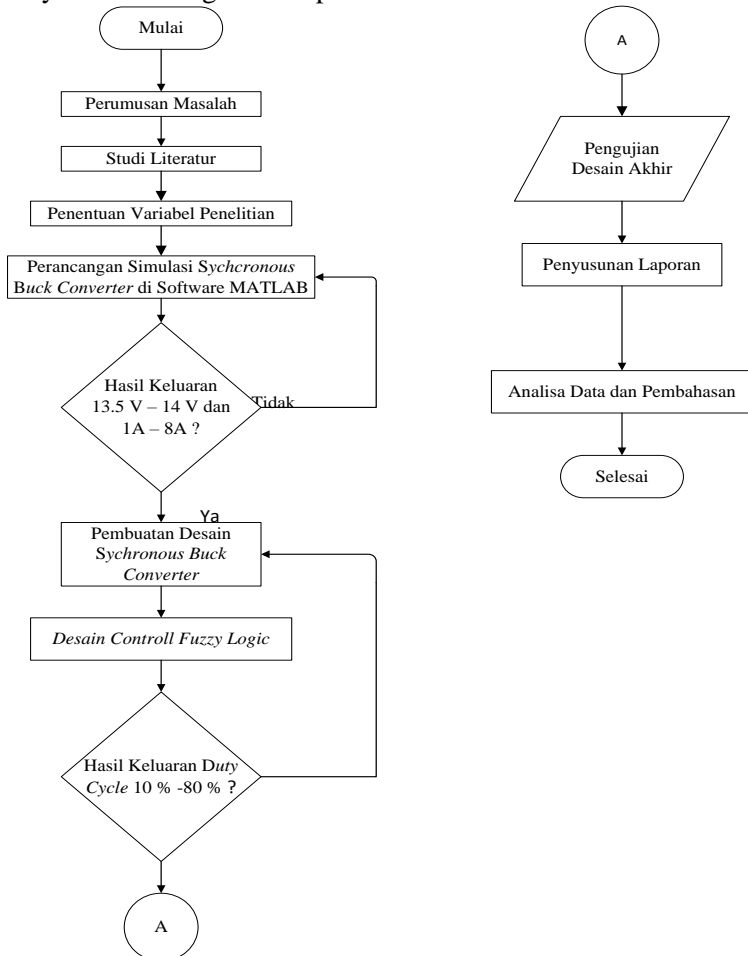 Mulai
Perumusan Masalah
Studi Literatur
Penentuan Variabel Penelitian
Perancangan Simulasi Sychcronous
Buck Converter di Software MATLAB
Hasil Keluaran
13.5 V – 14 V dan
1A – 8A ?
Tidak
Ya
Pembuatan Desain
Sychronous Buck
Converter
Desain Controll Fuzzy Logic
Hasil Keluaran Duty
Cycle 10 % -80 % ?
A
A
Pengujian
Desain Akhir
Penyusunan Laporan
Analisa Data dan Pembahasan
Selesai